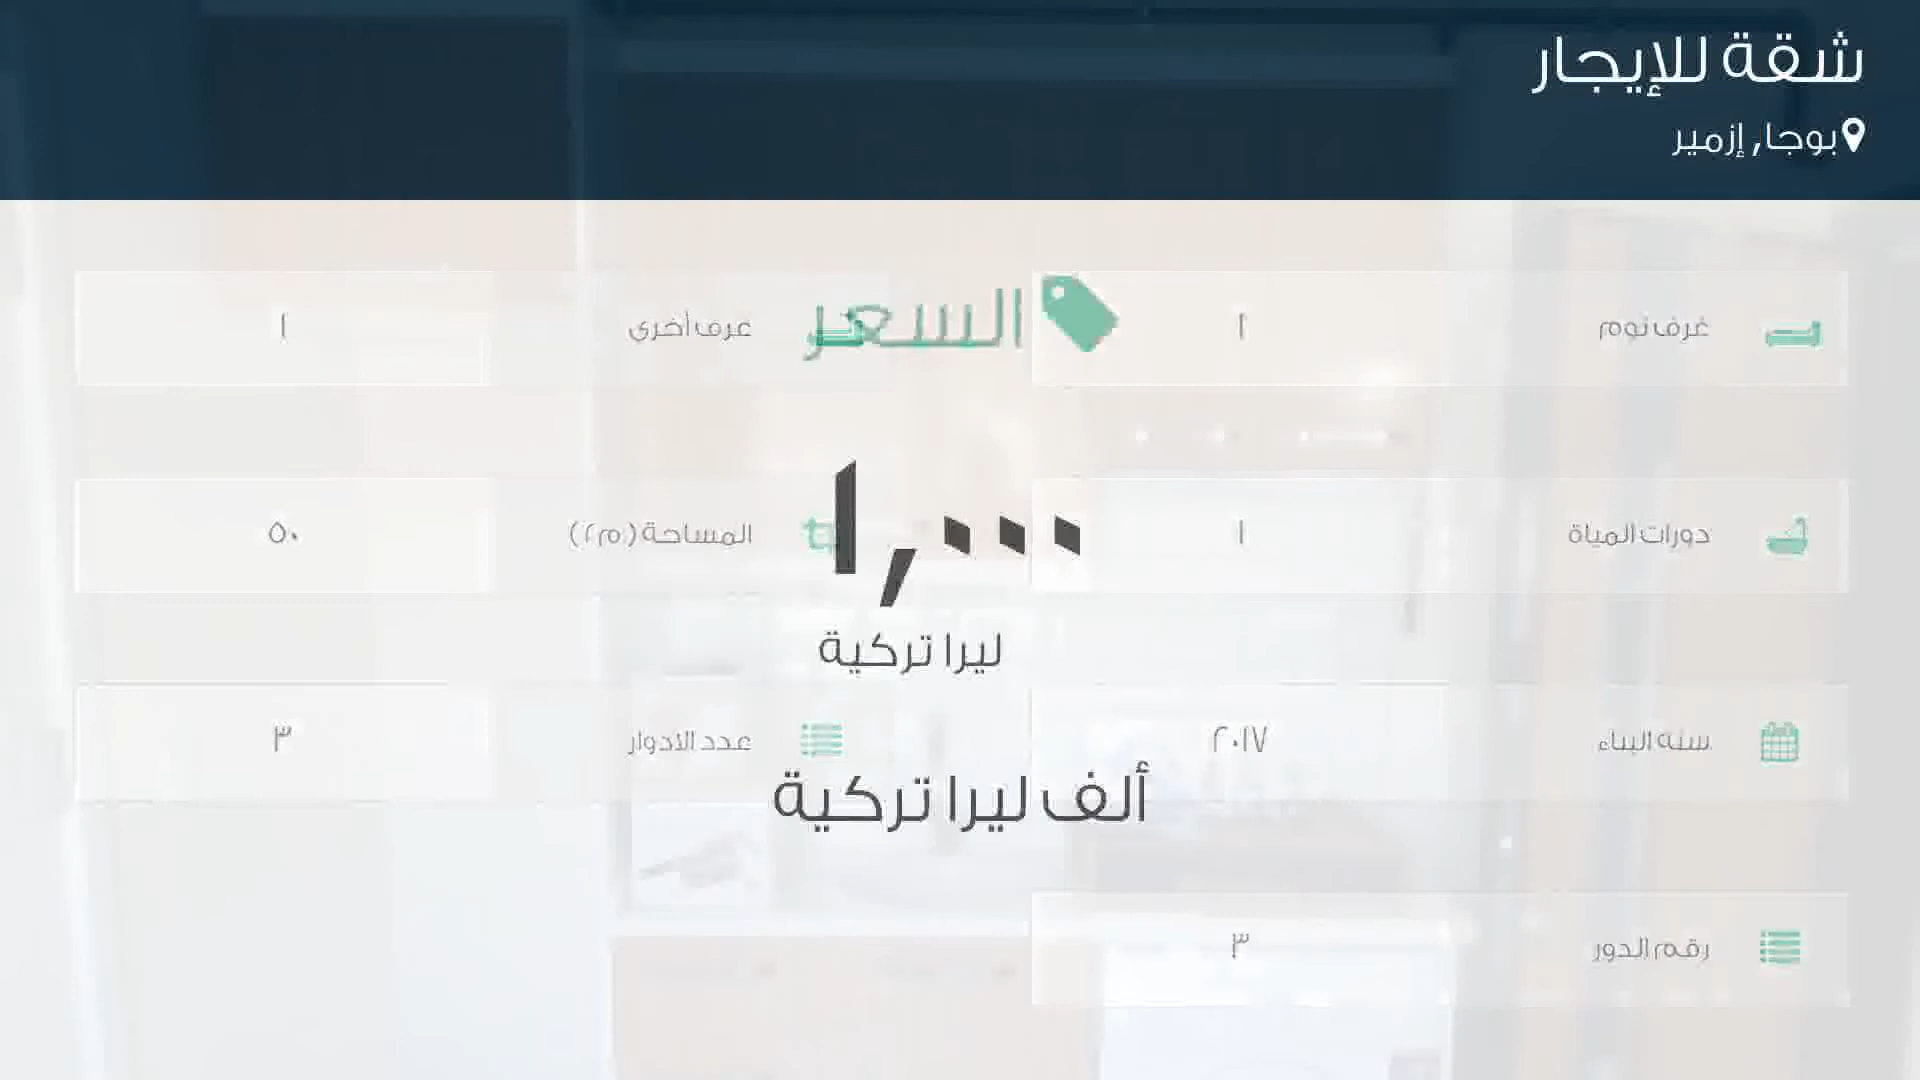 شقة للإيجار
بوجا, إزمير
السعر
١,٠٠٠
ليرا تركية
ألف ليرا تركية
غرف نوم
١
غرف أخرى
١
دورات المياة
١
المساحة (م٢)
٥٠
سنة البناء
٢٠١٧
عدد الادوار
٣
رقم الدور
٣